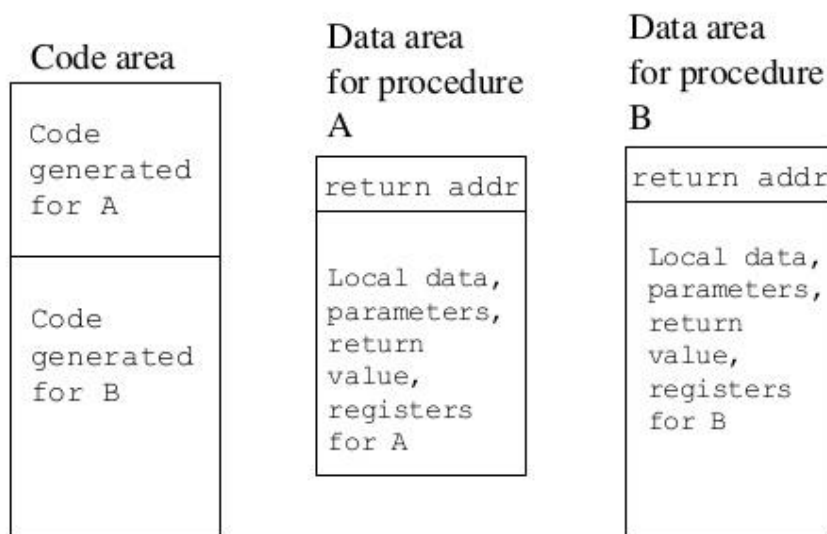 Code area
Code
generated
for A
Code
generated
for B
Data area
for procedure
A
return addr
Local data,
parameters,
return
value,
registers
for A
Data area
for procedure
B
return addr
Local data,
parameters,
return
value,
registers
for B